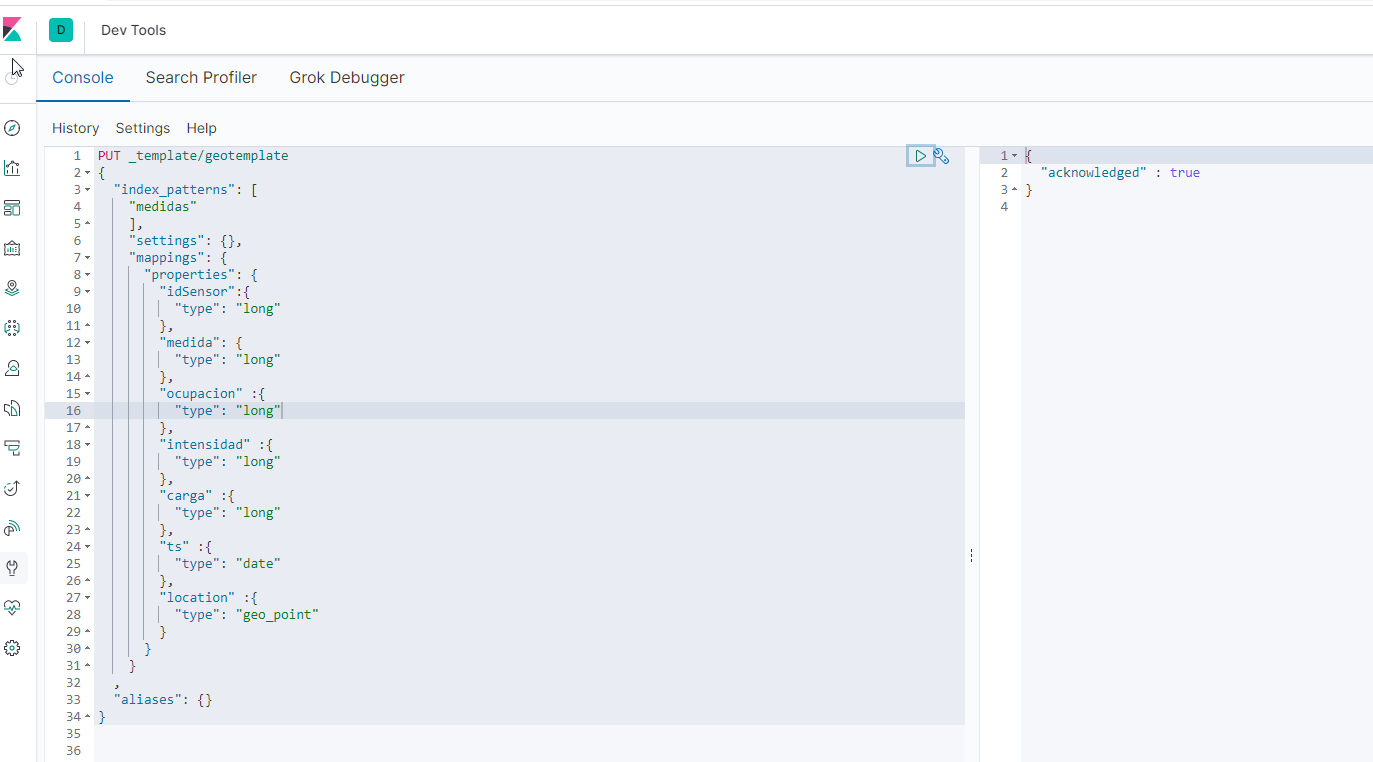 D Dev Tools
Console Search Profiler Grok Debugger
History Settings Help
1 PUT _template/geotemplate
2 {
3 "index_patterns": [
4 "medidas"
5 ],
6 "settings": {},
7 "mappings": {
8 "properties": {
9 "idSensor":{
10 "type": "long"
11 },
12 "medida": {
13 "type": "long"
14 },
15 "ocupacion" :{
16 "type": "long"
17 },
18 "intensidad" :{
19 "type": "long"
20 },
21 "carga" :{
22 "type": "long"
23 },
24 "ts" :{
25 "type": "date"
26 },
27 "location" :{
28 "type": "geo_point"
29 }
30 }
31 }
32 ,
33 "aliases": {}
34 }
35
36
1 {
2 "acknowledged" : true
3 }
4